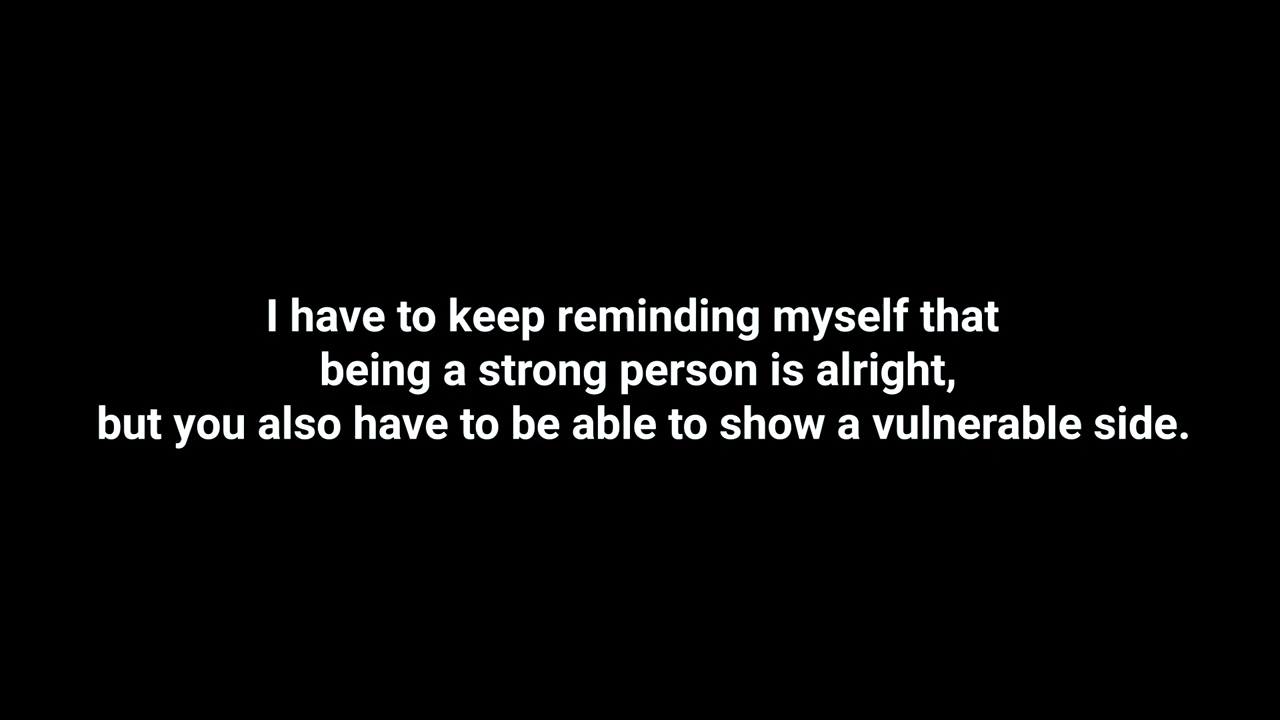 I have to keep reminding myself that
being a strong person is alright,
but you also have to be able to show a vulnerable side.